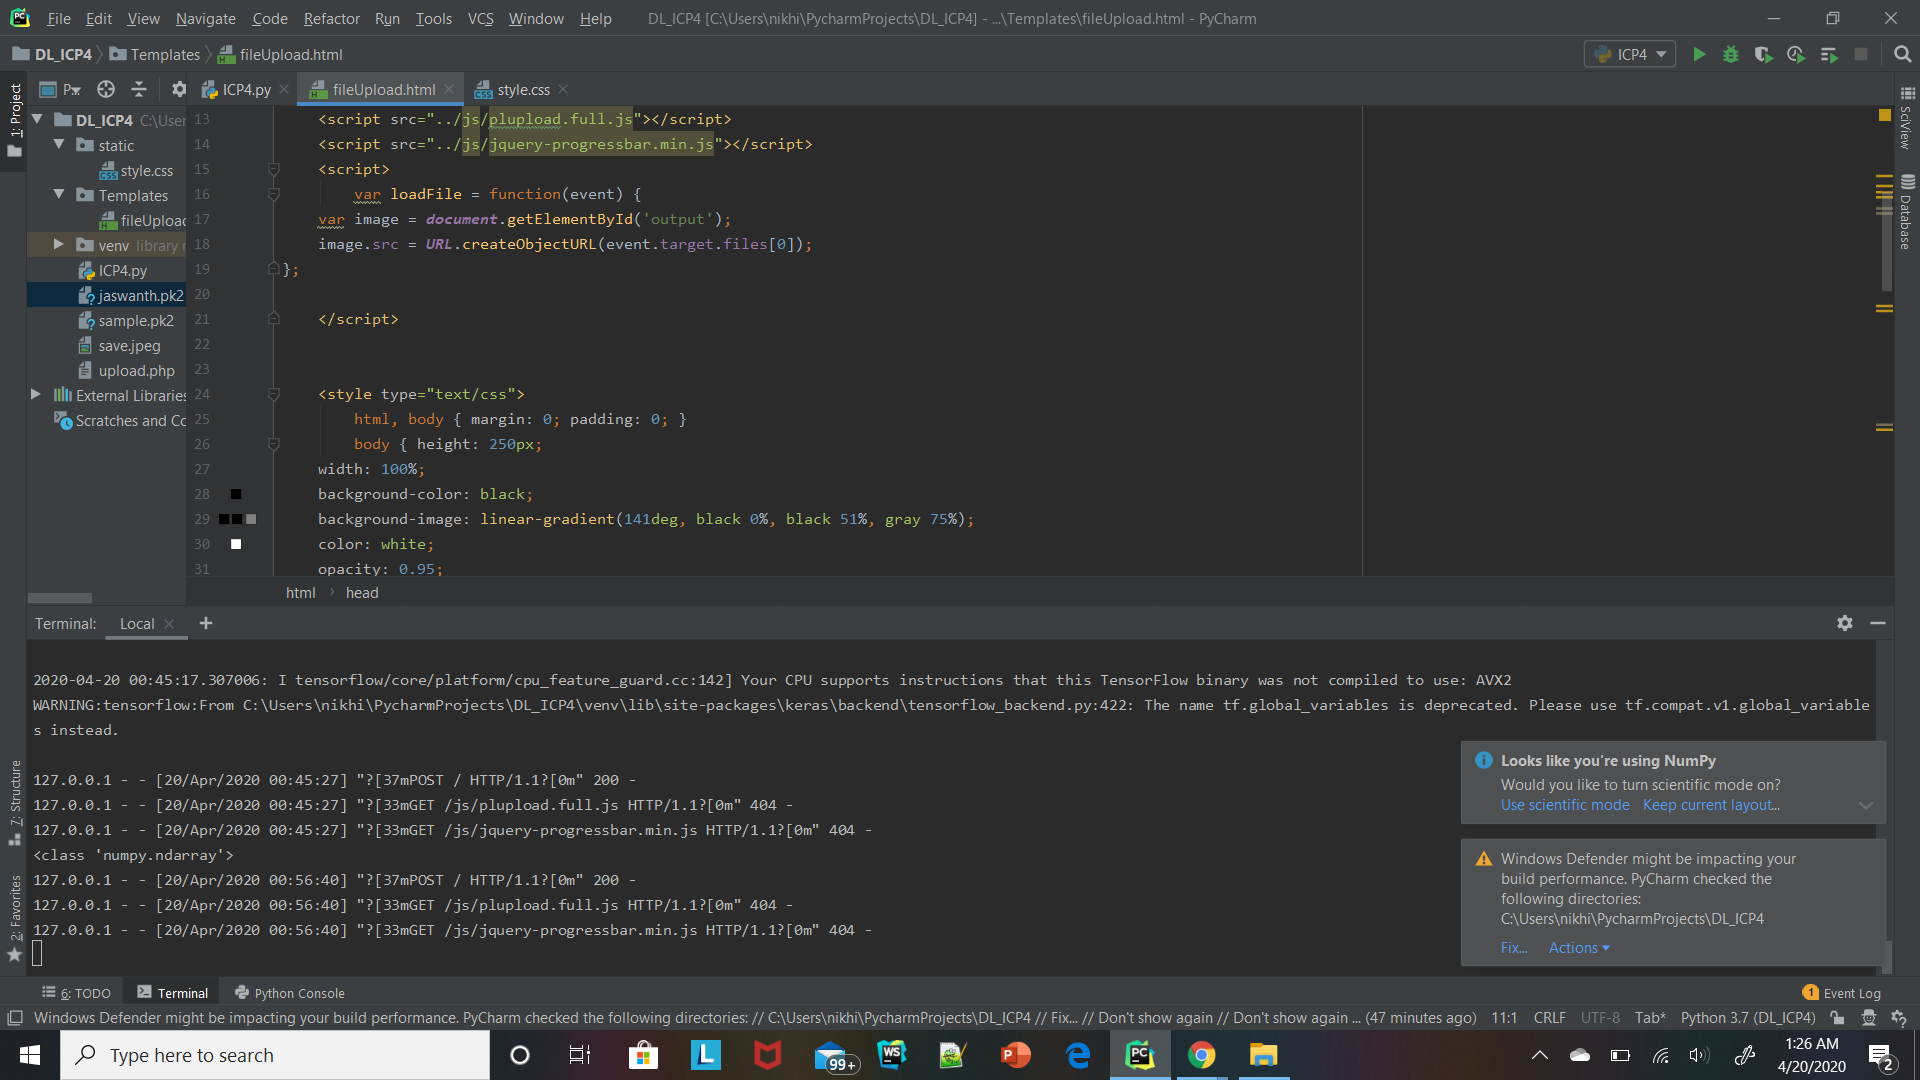 File Edit View Navigate Code Refactor Run Tools VCS Window Help DL_ICP4 [C:\Users\nikhi\PycharmProjects\DL_ICP4] - ...\Templates\fileUpload.html - PyCharm
DL_ICP4 Templates fileUpload.html ICP4
1: Project
P
ICP4.py fileUpload.html style.css
DL_ICP4 C:\User
static
style.css
Templates
fileUpload
venv library r
ICP4.py
jaswanth.pk2
sample.pk2
save.jpeg
upload.php
External Libraries
Scratches and Co
13 <script src="../js/plupload.full.js"></script>
14 <script src="../js/jquery-progressbar.min.js"></script>
15 <script>
16 var loadFile = function(event) {
17 var image = document.getElementById('output');
18 image.src = URL.createObjectURL(event.target.files[0]);
19 };
20
21 </script>
22
23
24 <style type="text/css">
25 html, body { margin: 0; padding: 0; }
26 body { height: 250px;
27 width: 100%;
28 background-color: black;
29 background-image: linear-gradient(141deg, black 0%, black 51%, gray 75%);
30 color: white;
31 opacity: 0.95;
html head
SciView
Database
Terminal: Local
2020-04-20 00:45:17.307006: I tensorflow/core/platform/cpu_feature_guard.cc:142] Your CPU supports instructions that this TensorFlow binary was not compiled to use: AVX2
WARNING:tensorflow:From C:\Users\nikhi\PycharmProjects\DL_ICP4\venv\lib\site-packages\keras\backend\tensorflow_backend.py:422: The name tf.global_variables is deprecated. Please use tf.compat.v1.global_variable
s instead.
127.0.0.1 - - [20/Apr/2020 00:45:27] "?[37mPOST / HTTP/1.1?[0m" 200 -
127.0.0.1 - - [20/Apr/2020 00:45:27] "?[33mGET /js/plupload.full.js HTTP/1.1?[0m" 404 -
127.0.0.1 - - [20/Apr/2020 00:45:27] "?[33mGET /js/jquery-progressbar.min.js HTTP/1.1?[0m" 404 -
<class 'numpy.ndarray'>
127.0.0.1 - - [20/Apr/2020 00:56:40] "?[37mPOST / HTTP/1.1?[0m" 200 -
127.0.0.1 - - [20/Apr/2020 00:56:40] "?[33mGET /js/plupload.full.js HTTP/1.1?[0m" 404 -
127.0.0.1 - - [20/Apr/2020 00:56:40] "?[33mGET /js/jquery-progressbar.min.js HTTP/1.1?[0m" 404 -
7: Structure
2: Favorites
Looks like you're using NumPy
Would you like to turn scientific mode on?
Use scientific mode Keep current layout...
Windows Defender might be impacting your
build performance. PyCharm checked the
following directories:
C:\Users\nikhi\PycharmProjects\DL_ICP4
Fix... Actions
6: TODO Terminal Python Console 1 Event Log
Windows Defender might be impacting your build performance. PyCharm checked the following directories: // C:\Users\nikhi\PycharmProjects\DL_ICP4 // Fix... // Don't show again // Don't show again ... (47 minutes ago) 11:1 CRLF UTF-8 Tab* Python 3.7 (DL_ICP4)
Type here to search
99+
1:26 AM
4/20/2020
2